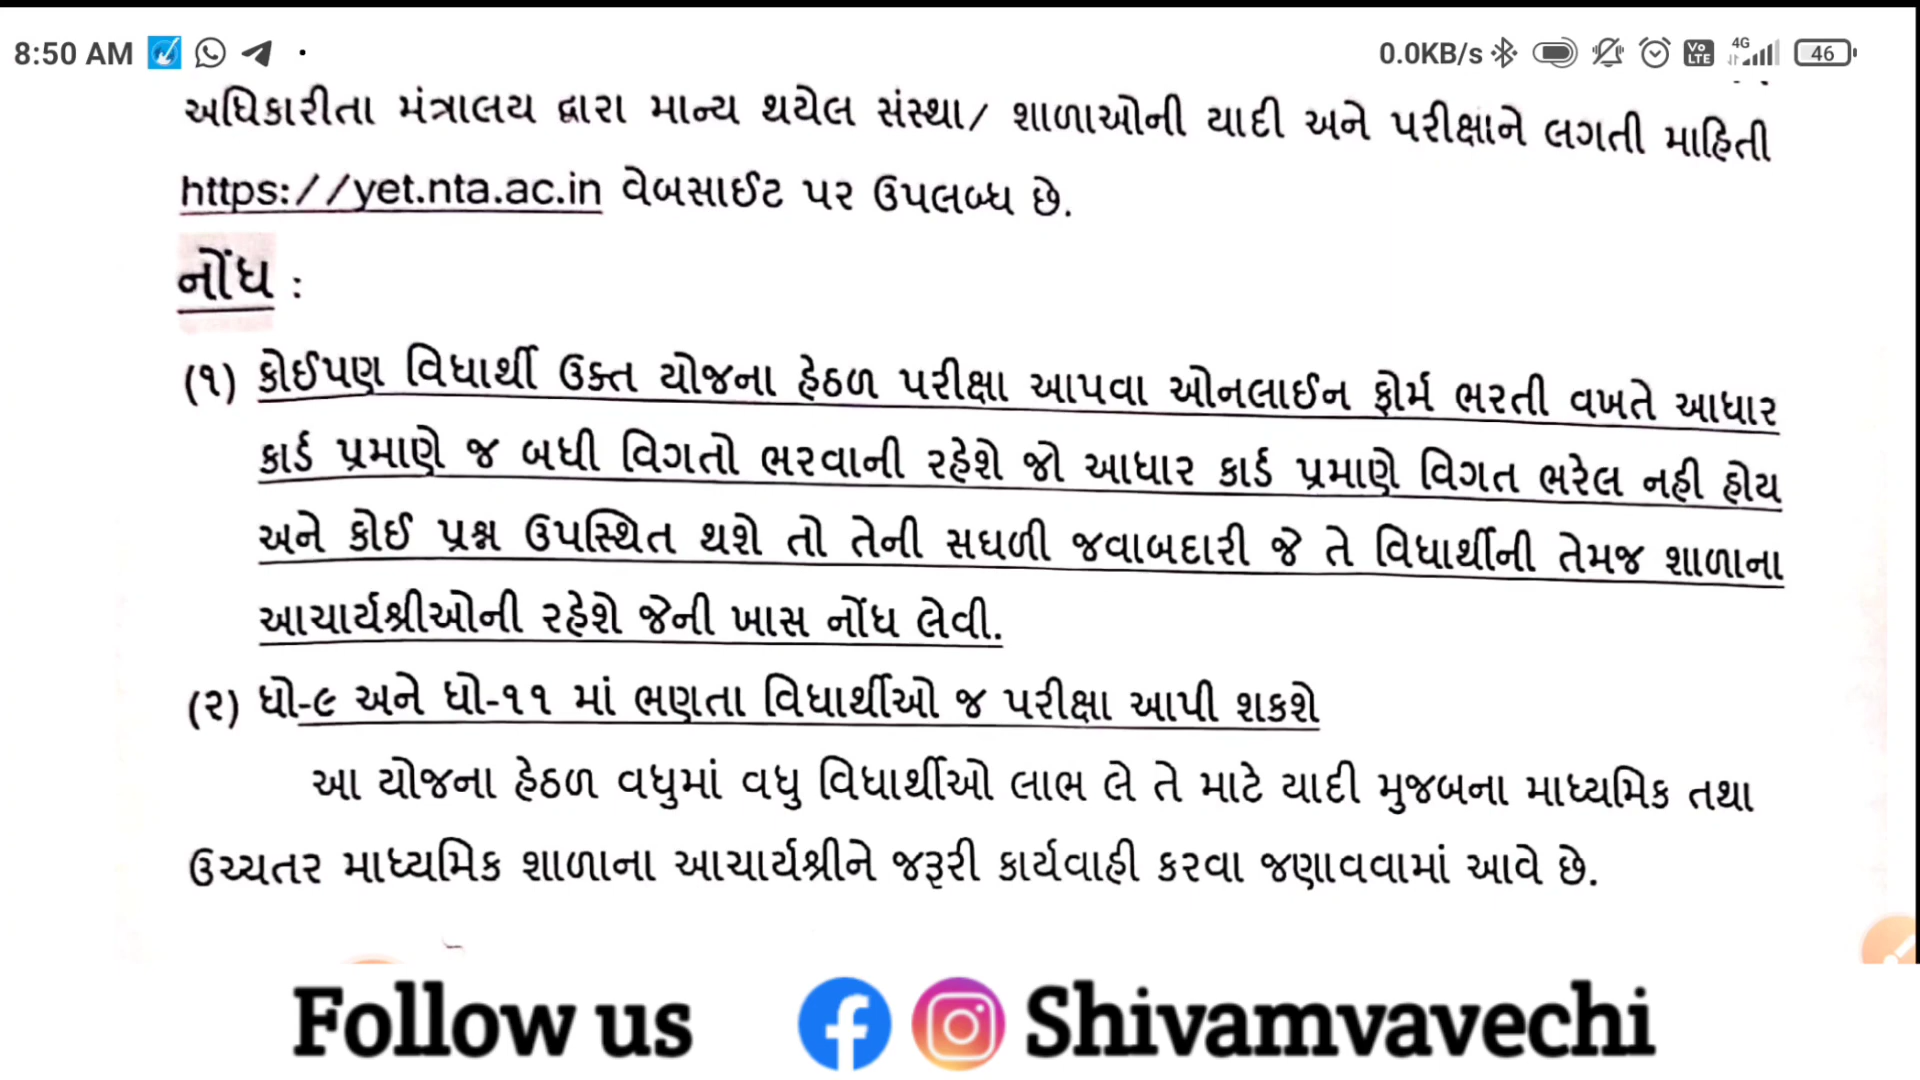 8:50 AM 0.0KB/s Vo LTE 4G 46
અધિકારીતા મંત્રાલય દ્વારા માન્ય થયેલ સંસ્થા/ શાળાઓની યાદી અને પરીક્ષાને લગતી માહિતી
https://yet.nta.ac.in વેબસાઈટ પર ઉપલબ્ધ છે.
નોંધ :
(૧) કોઈપણ વિધાર્થી ઉક્ત યોજના હેઠળ પરીક્ષા આપવા ઓનલાઈન ફોર્મ ભરતી વખતે આધાર
કાર્ડ પ્રમાણે જ બધી વિગતો ભરવાની રહેશે જો આધાર કાર્ડ પ્રમાણે વિગત ભરેલ નહી હોય
અને કોઈ પ્રશ્ન ઉપસ્થિત થશે તો તેની સઘળી જવાબદારી જે તે વિધાર્થીની તેમજ શાળાના
આચાર્યશ્રીઓની રહેશે જેની ખાસ નોંધ લેવી.
(૨) ધો-૯ અને ધો-૧૧ માં ભણતા વિધાર્થીઓ જ પરીક્ષા આપી શકશે
આ યોજના હેઠળ વધુમાં વધુ વિધાર્થીઓ લાભ લે તે માટે યાદી મુજબના માધ્યમિક તથા
ઉચ્ચતર માધ્યમિક શાળાના આચાર્યશ્રીને જરૂરી કાર્યવાહી કરવા જણાવવામાં આવે છે.
Follow us Shivamvavechi